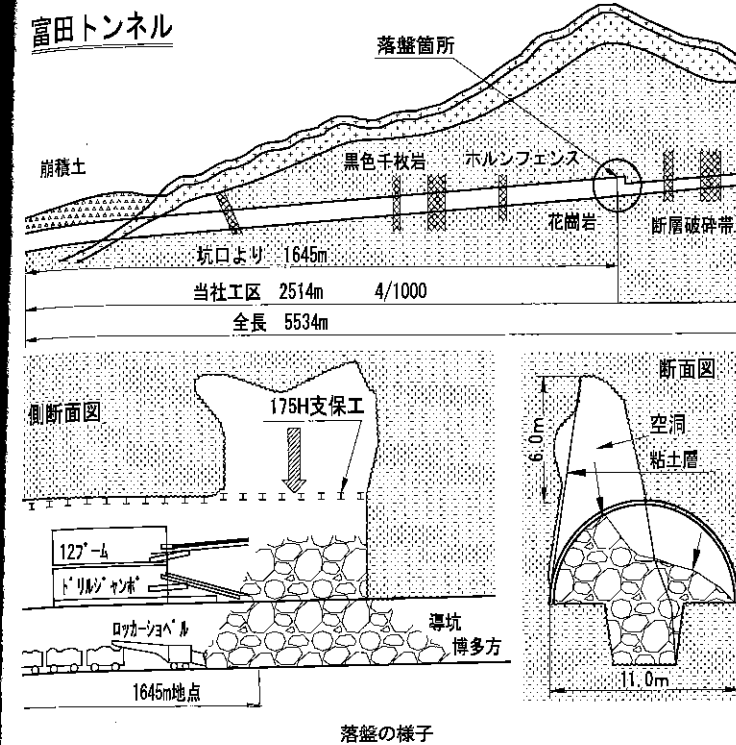 富田トンネル
落盤箇所
崩積土
黒色千枚岩
ホルンフェンス
花崗岩
断層破砕帯
坑口より 1645m
当社工区 2514m 4/1000
全長 5534m
側断面図
175H支保工
12ブーム
ドリルジャンボ
ロッカーショベル
導坑
博多方
1645m地点
断面図
6.0m
空洞
粘土層
11.0m
落盤の様子